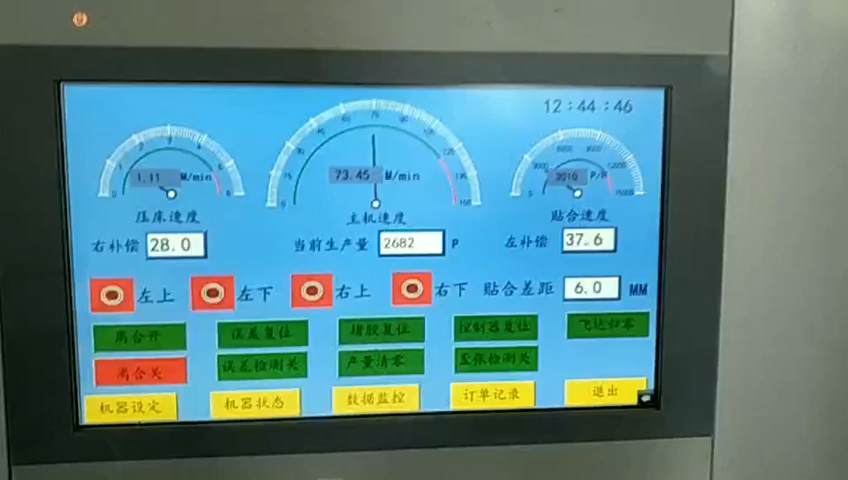 12:44:46
1.11 M/min
73.45 M/min
3010 P/H
压床速度
主机速度
贴合速度
右补偿 28.0
当前生产量 2682 P
左补偿 37.6
左上
左下
右上
右下
贴合差距 6.0 MM
离合开
误差复位
堵胶复位
控制器复位
飞达归零
离合关
误差检测关
产量清零
歪张检测关
机器设定
机器状态
数据监控
订单记录
退出